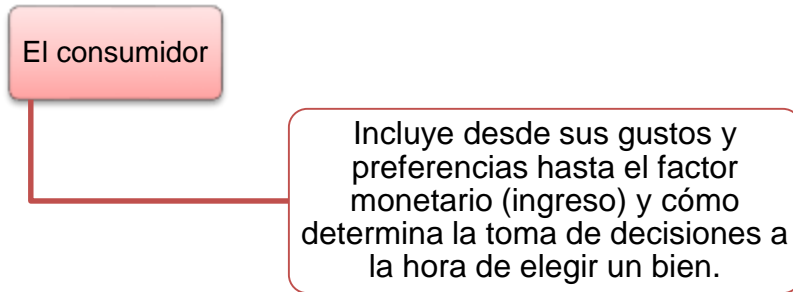 El consumidor
Incluye desde sus gustos y
preferencias hasta el factor
monetario (ingreso) y cómo
determina la toma de decisiones a
la hora de elegir un bien.